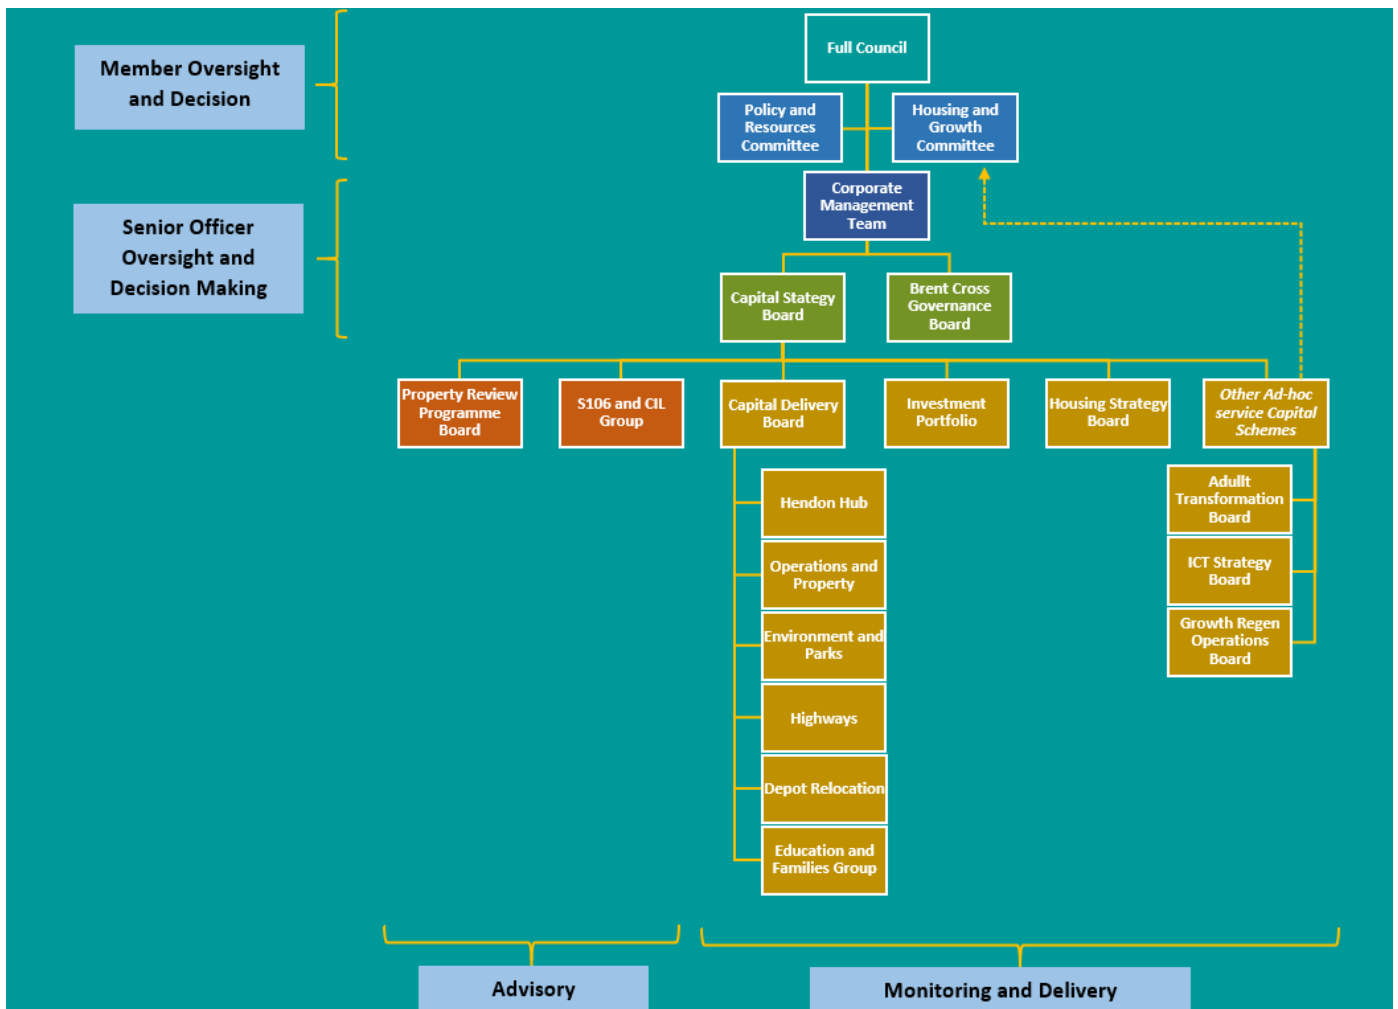 Member Oversight
and Decision
Full Council
Policy and
Resources
Committee
Housing and
Growth
Committee
Senior Officer
Oversight and
Decision Making
Corporate
Management
Team
Capital Stategy
Board
Brent Cross
Governance
Board
Property Review
Programme
Board
S106 and CIL
Group
Capital Delivery
Board
Investment
Portfolio
Housing Strategy
Board
Other Ad-hoc
service Capital
Schemes
Hendon Hub
Operations and
Property
Environment and
Parks
Highways
Depot Relocation
Education and
Families Group
Adullt
Transformation
Board
ICT Strategy
Board
Growth Regen
Operations
Board
Advisory
Monitoring and Delivery